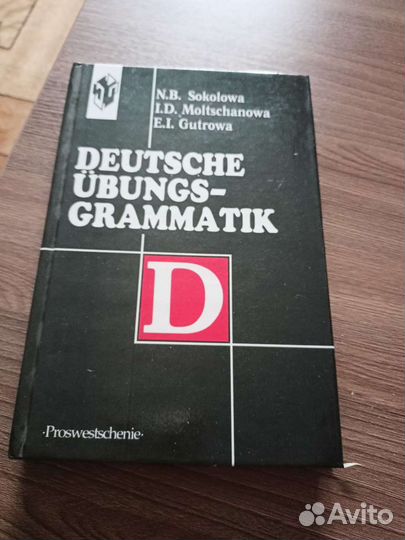 N.B. Sokolowa
I.D. Moltschanowa
E.I. Gutrowa
DEUTSCHE
ÜBUNGS-
GRAMMATIK
D
·Proswestschenie·
Avito